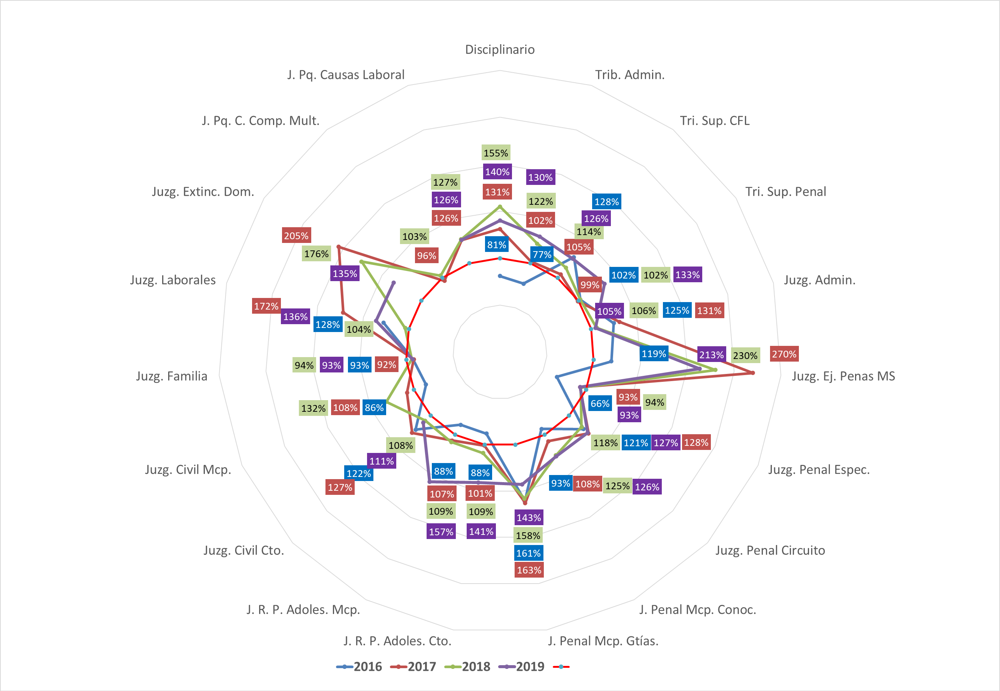 Disciplinario
J. Pq. Causas Laboral
Trib. Admin.
J. Pq. C. Comp. Mult.
Tri. Sup. CFL
Juzg. Extinc. Dom.
Tri. Sup. Penal
Juzg. Laborales
Juzg. Admin.
Juzg. Familia
Juzg. Ej. Penas MS
Juzg. Civil Mcp.
Juzg. Penal Espec.
Juzg. Civil Cto.
Juzg. Penal Circuito
J. R. P. Adoles. Mcp.
J. Penal Mcp. Conoc.
J. R. P. Adoles. Cto.
J. Penal Mcp. Gtías.
155%
140%
131%
81%
130%
122%
102%
77%
128%
126%
114%
105%
99%
102% 102% 133%
105% 106% 125% 131%
119% 213% 230% 270%
66% 93% 94%
93%
118% 121% 127% 128%
93% 108% 125% 126%
143%
158%
161%
163%
88%
101%
109%
141%
88%
107%
109%
157%
108%
111%
122%
127%
132% 108% 86%
94% 93% 93% 92%
172%
136%
128%
104%
205%
176%
135%
103%
96%
127%
126%
126%
2016 2017 2018 2019